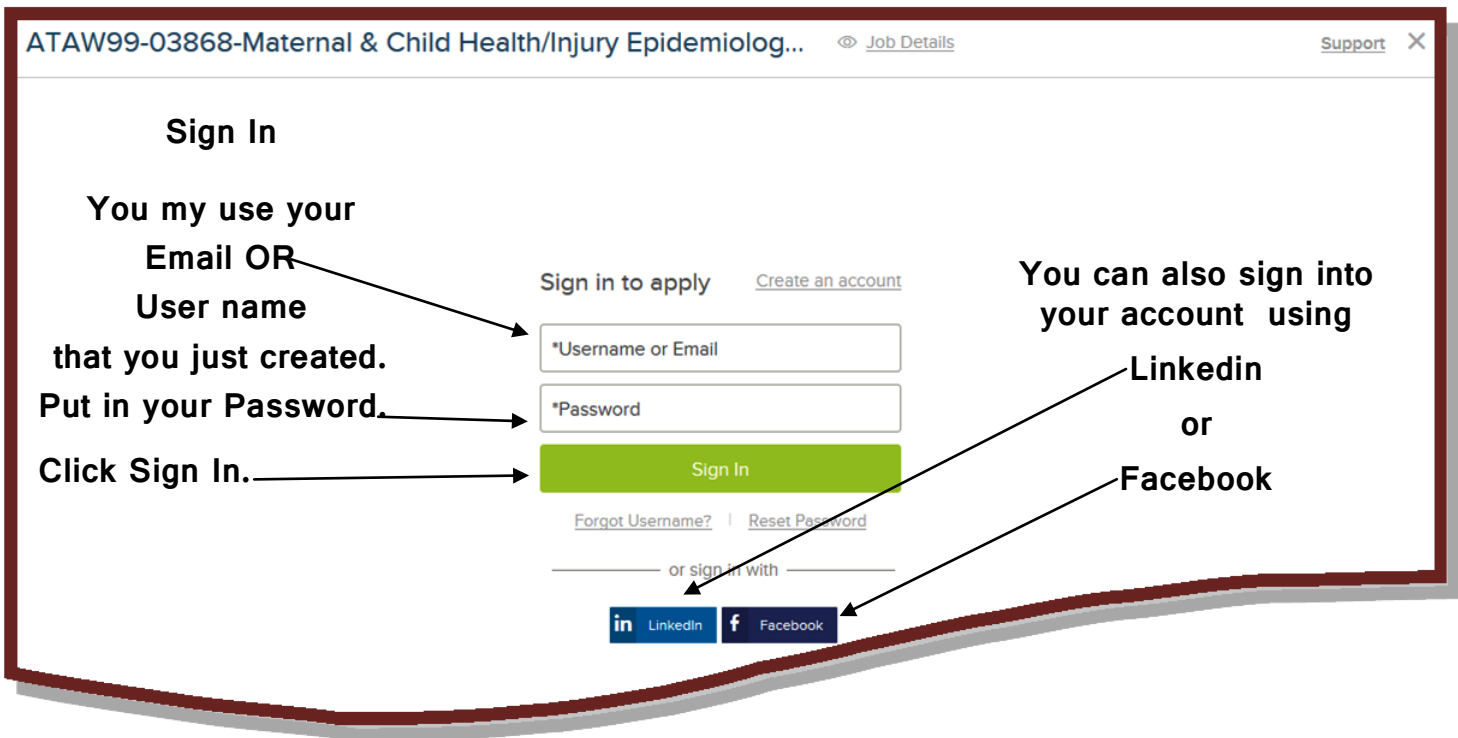 ATAW99-03868-Maternal & Child Health/Injury Epidemiolog... Job Details Support
Sign In
You my use your
Email OR
User name
that you just created.
Put in your Password.
Click Sign In.
Sign in to apply Create an account
*Username or Email
*Password
Sign In
Forgot Username? | Reset Password
or sign in with
in LinkedIn f Facebook
You can also sign into
your account using
Linkedin
or
Facebook